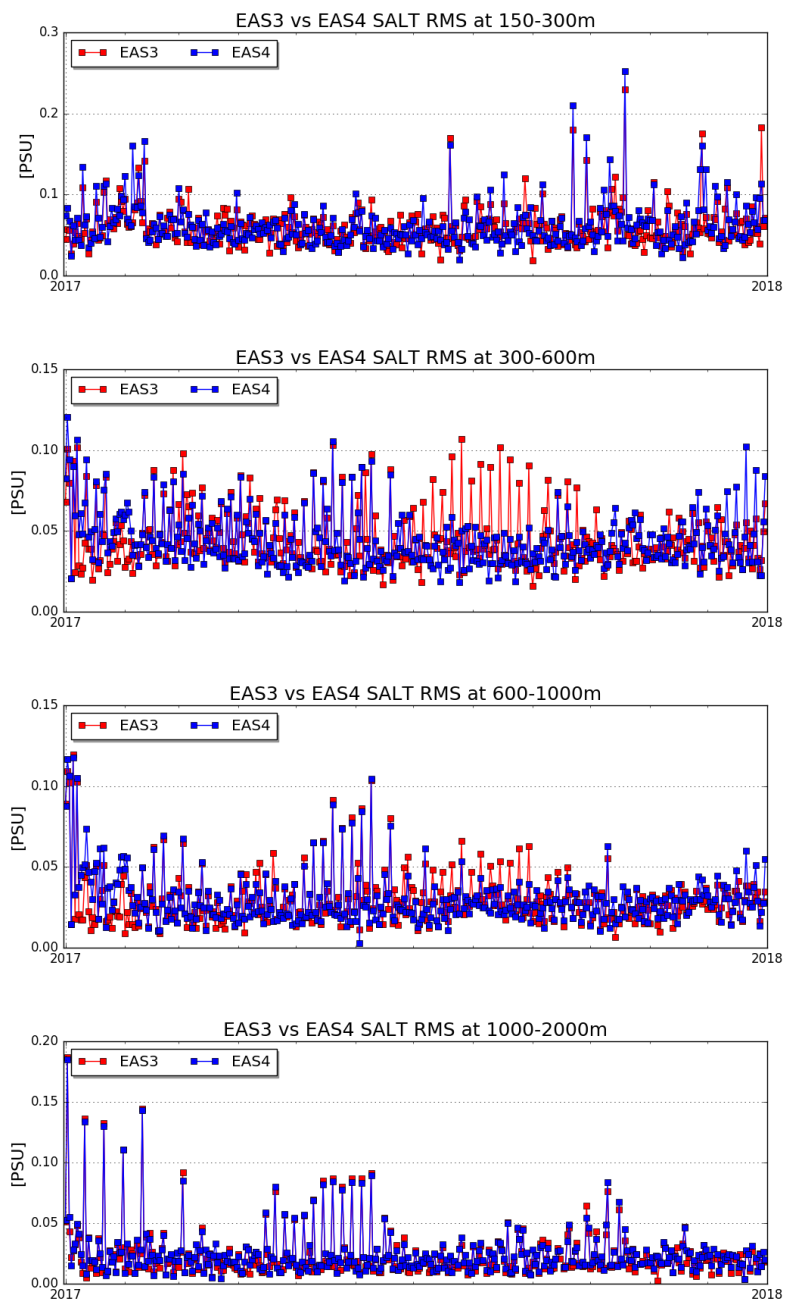 EAS3 vs EAS4 SALT RMS at 150-300m
0.3
EAS3 EAS4
0.2
[PSU]
0.1
0.0
2017 2018
EAS3 vs EAS4 SALT RMS at 300-600m
0.15
EAS3 EAS4
0.10
[PSU]
0.05
0.00
2017 2018
EAS3 vs EAS4 SALT RMS at 600-1000m
0.15
EAS3 EAS4
0.10
[PSU]
0.05
0.00
2017 2018
EAS3 vs EAS4 SALT RMS at 1000-2000m
0.20
EAS3 EAS4
0.15
[PSU]
0.10
0.05
0.00
2017 2018